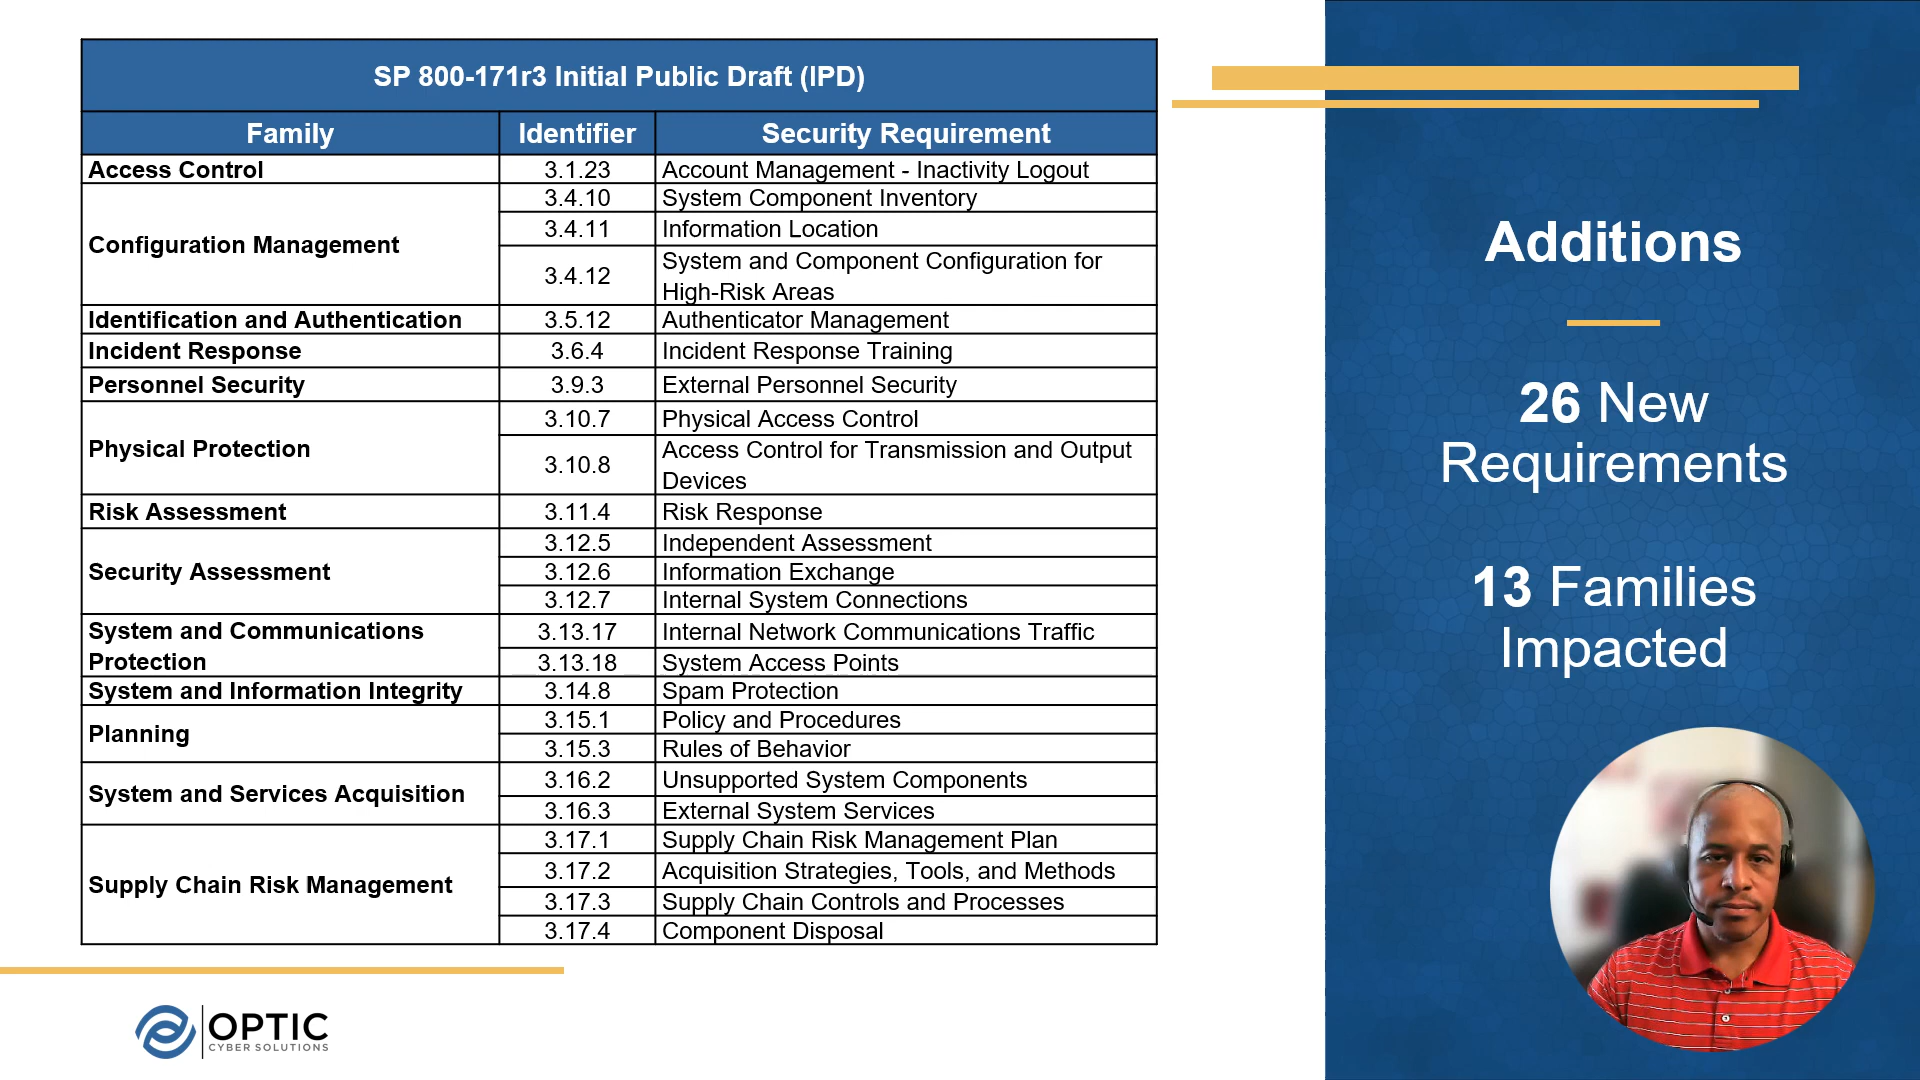 SP 800-171r3 Initial Public Draft (IPD)
Family Identifier Security Requirement
Access Control 3.1.23 Account Management - Inactivity Logout
Configuration Management
3.4.10 System Component Inventory
3.4.11 Information Location
3.4.12 System and Component Configuration for
High-Risk Areas
Identification and Authentication 3.5.12 Authenticator Management
Incident Response 3.6.4 Incident Response Training
Personnel Security 3.9.3 External Personnel Security
Physical Protection
3.10.7 Physical Access Control
3.10.8 Access Control for Transmission and Output
Devices
Risk Assessment 3.11.4 Risk Response
Security Assessment
3.12.5 Independent Assessment
3.12.6 Information Exchange
3.12.7 Internal System Connections
System and Communications
Protection
3.13.17 Internal Network Communications Traffic
3.13.18 System Access Points
System and Information Integrity 3.14.8 Spam Protection
Planning
3.15.1 Policy and Procedures
3.15.3 Rules of Behavior
System and Services Acquisition
3.16.2 Unsupported System Components
3.16.3 External System Services
Supply Chain Risk Management
3.17.1 Supply Chain Risk Management Plan
3.17.2 Acquisition Strategies, Tools, and Methods
3.17.3 Supply Chain Controls and Processes
3.17.4 Component Disposal
Additions
26 New
Requirements
13 Families
Impacted
OPTIC
CYBER SOLUTIONS